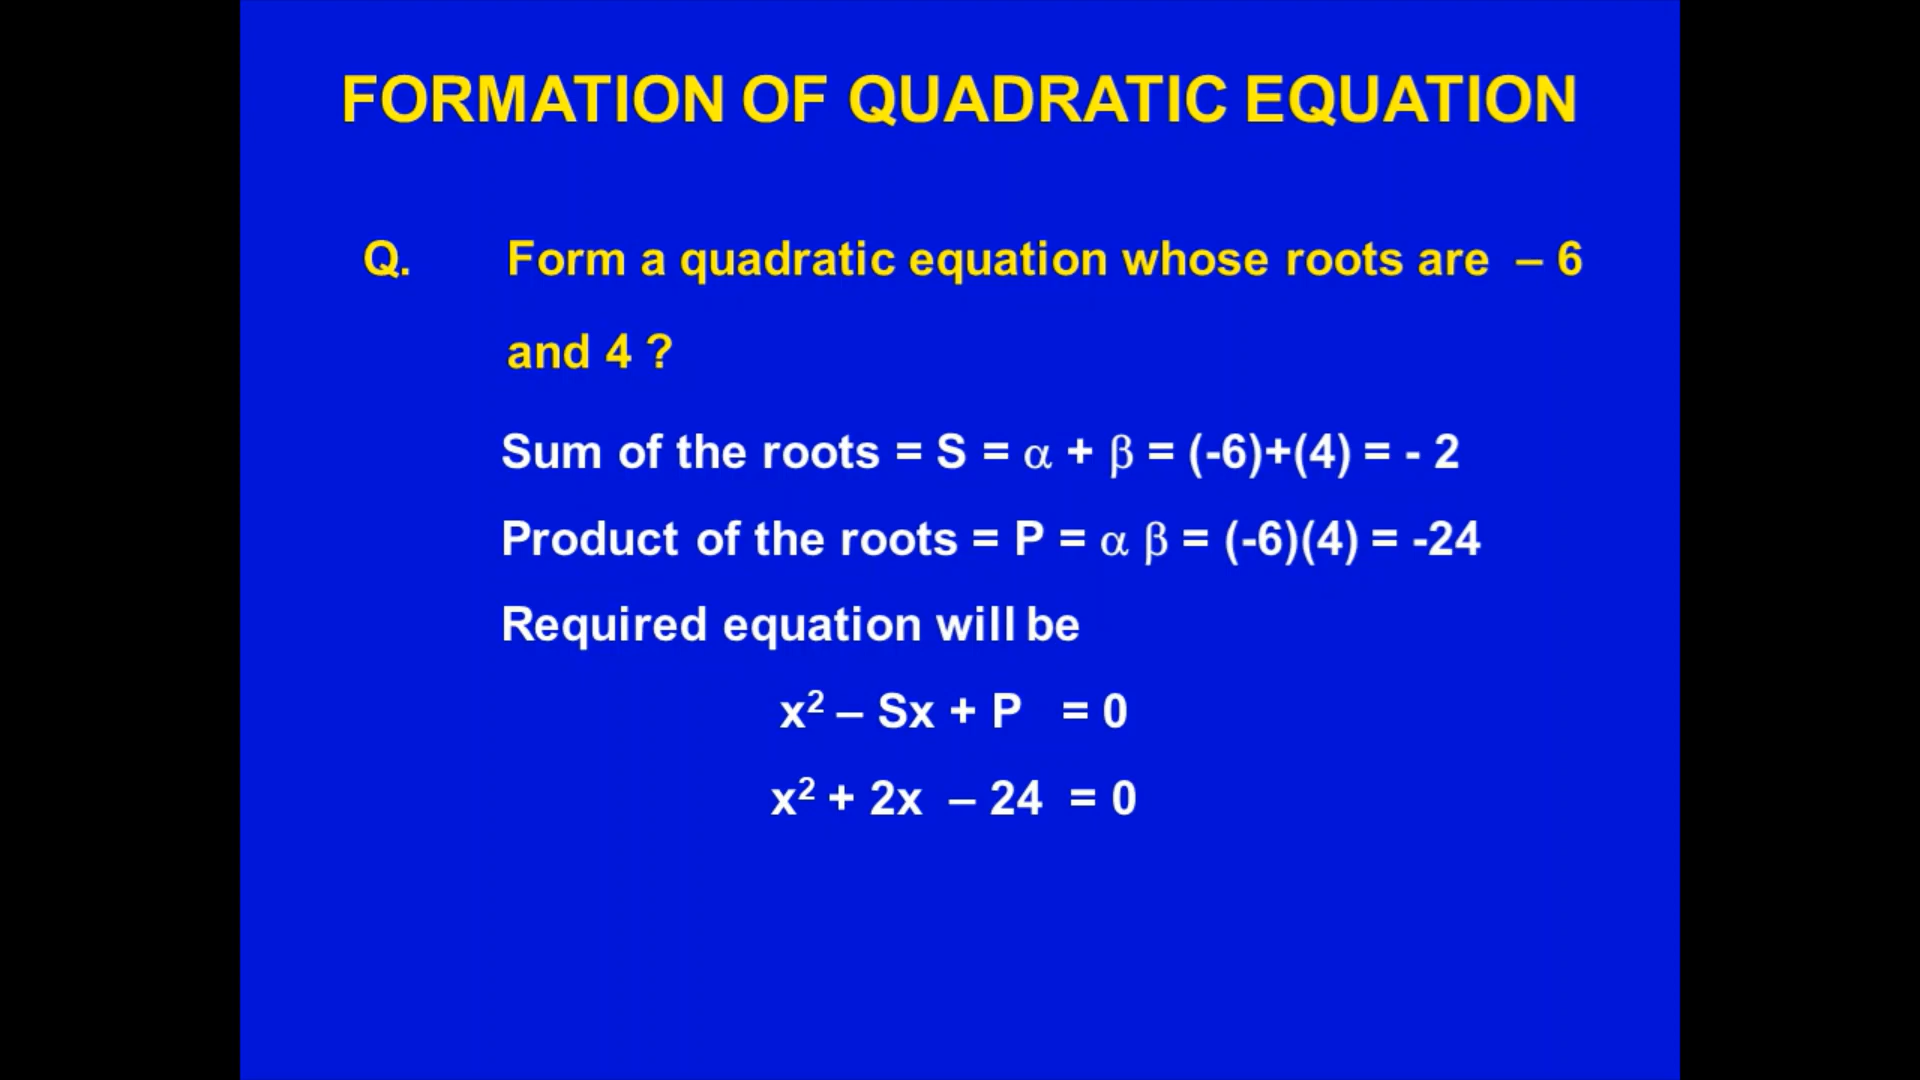 FORMATION OF QUADRATIC EQUATION
Q. Form a quadratic equation whose roots are – 6
and 4 ?
Sum of the roots = S = α + β = (-6)+(4) = - 2
Product of the roots = P = α β = (-6)(4) = -24
Required equation will be
x² – Sx + P = 0
x² + 2x – 24 = 0